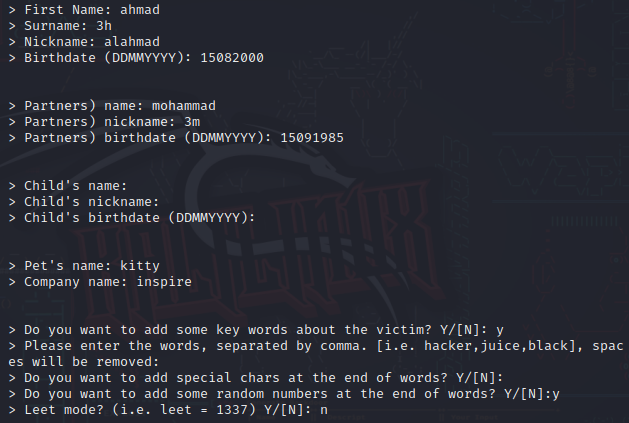 > First Name: ahmad
> Surname: 3h
> Nickname: alahmad
> Birthdate (DDMMYYYY): 15082000
> Partners) name: mohammad
> Partners) nickname: 3m
> Partners) birthdate (DDMMYYYY): 15091985
> Child's name:
> Child's nickname:
> Child's birthdate (DDMMYYYY):
> Pet's name: kitty
> Company name: inspire
> Do you want to add some key words about the victim? Y/[N]: y
> Please enter the words, separated by comma. [i.e. hacker,juice,black], spac
es will be removed:
> Do you want to add special chars at the end of words? Y/[N]:
> Do you want to add some random numbers at the end of words? Y/[N]:y
> Leet mode? (i.e. leet = 1337) Y/[N]: n